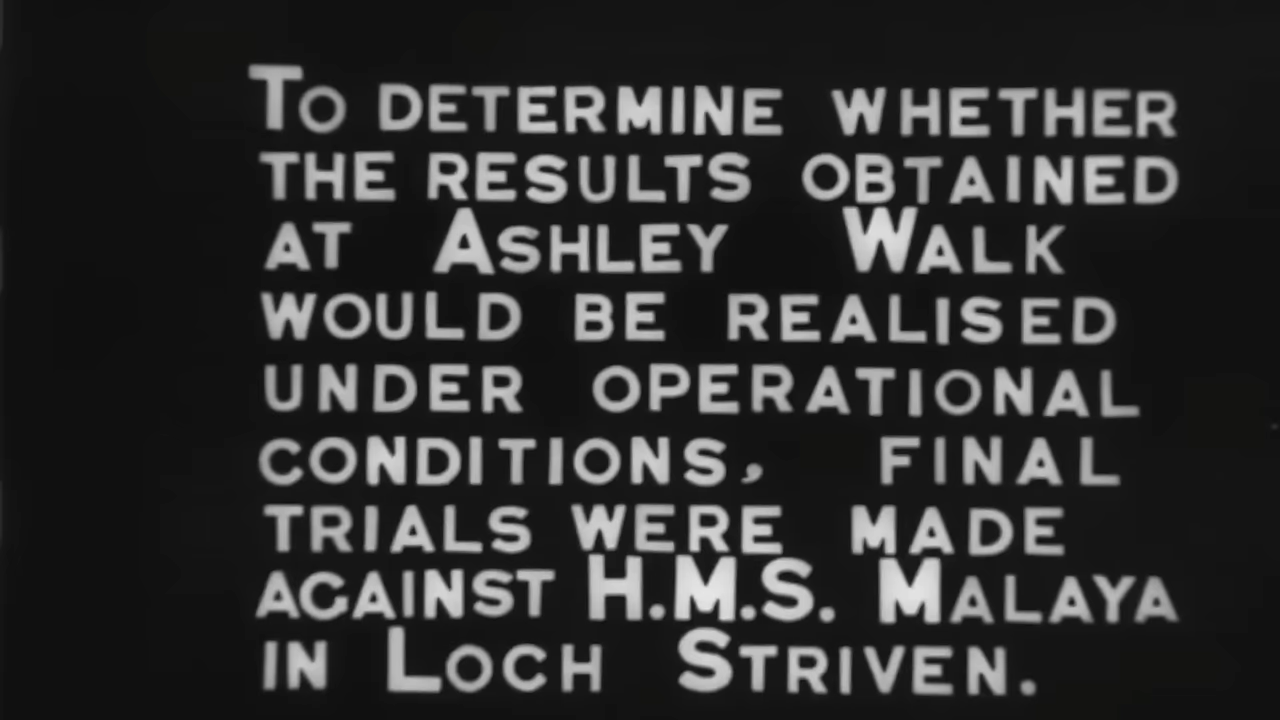 To DETERMINE WHETHER
THE RESULTS OBTAINED
AT ASHLEY WALK
WOULD BE REALISED
UNDER OPERATIONAL
CONDITIONS, FINAL
TRIALS WERE MADE
AGAINST H.M.S. MALAYA
IN LOCH STRIVEN.